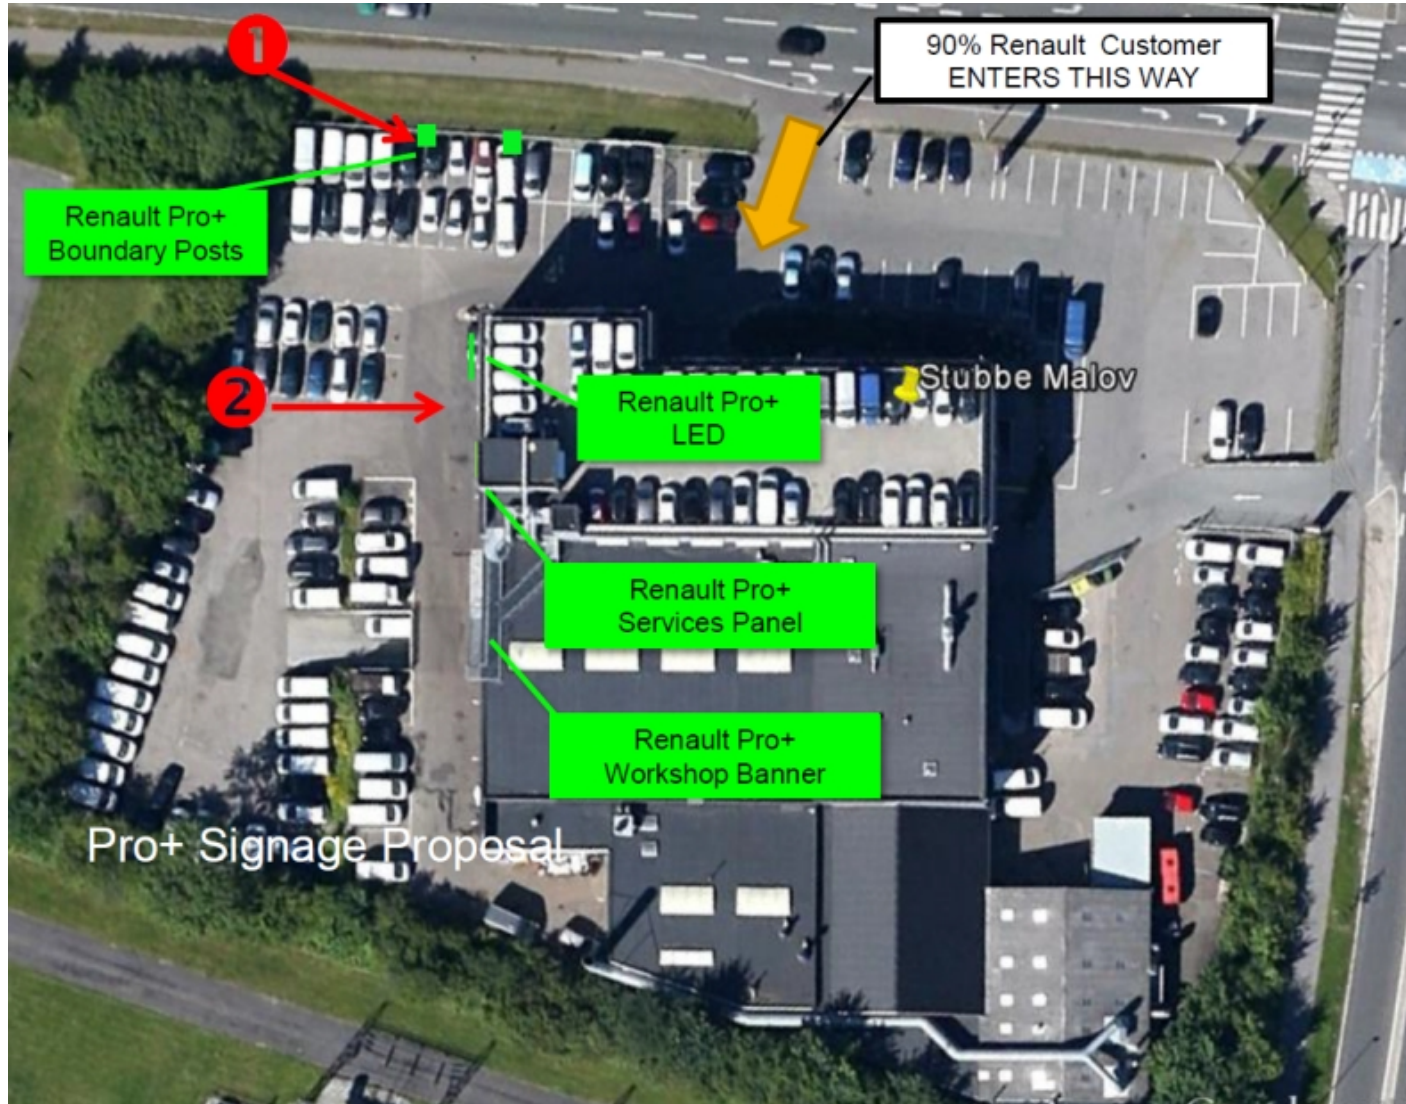 1
90% Renault Customer
ENTERS THIS WAY
Renault Pro+
Boundary Posts
2
Stubbe Malov
Renault Pro+
LED
Renault Pro+
Services Panel
Renault Pro+
Workshop Banner
Pro+ Signage Proposal